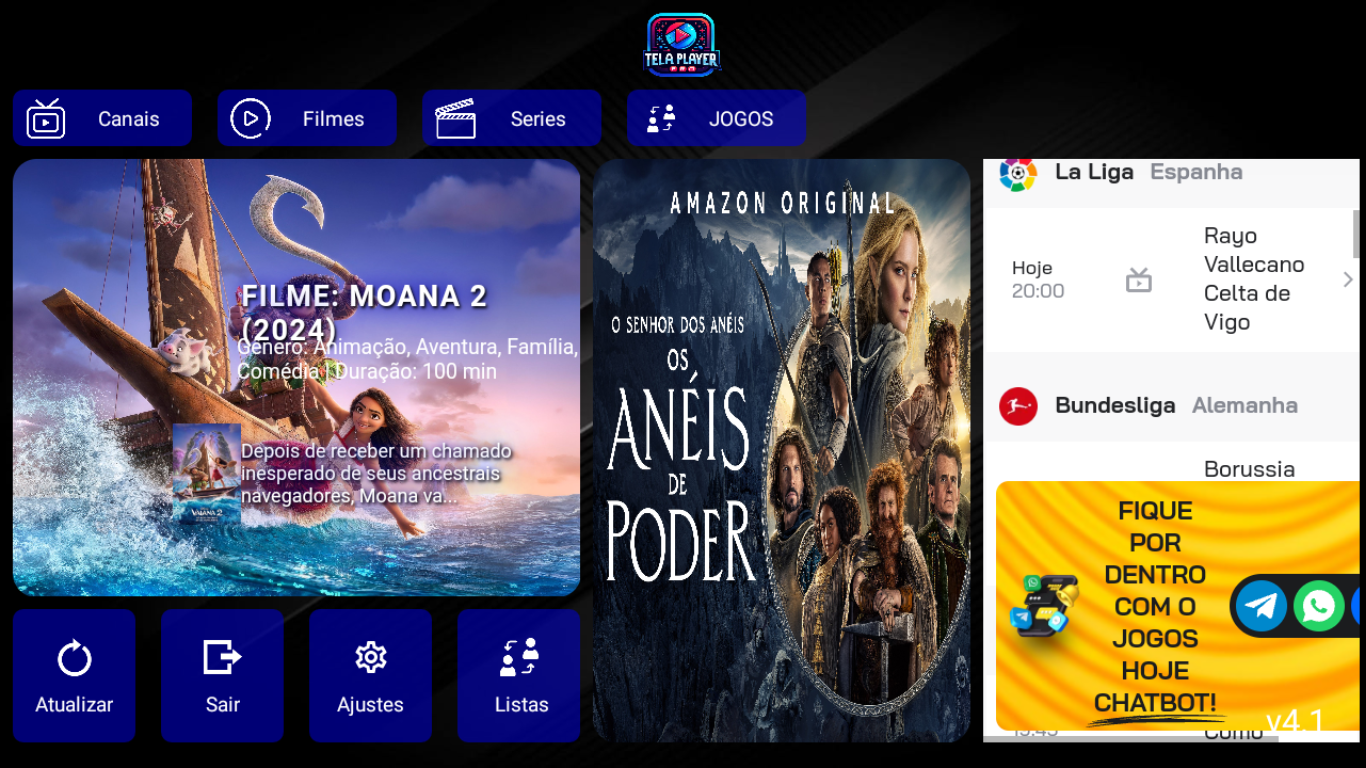 TELA PLAYER
PRO
Canais
Filmes
Series
JOGOS
FILME: MOANA 2
(2024)
Gênero: Animação, Aventura, Família,
Comédia | Duração: 100 min
Depois de receber um chamado
inesperado de seus ancestrais
navegadores, Moana va...
VAIANA 2
AMAZON ORIGINAL
O SENHOR DOS ANÉIS
OS
ANÉIS
DE
PODER
La Liga Espanha
Hoje
20:00
Rayo
Vallecano
Celta de
Vigo
Bundesliga Alemanha
Borussia
FIQUE
POR
DENTRO
COM O
JOGOS
HOJE
CHATBOT!
19:45
Como
v4.1
Atualizar
Sair
Ajustes
Listas